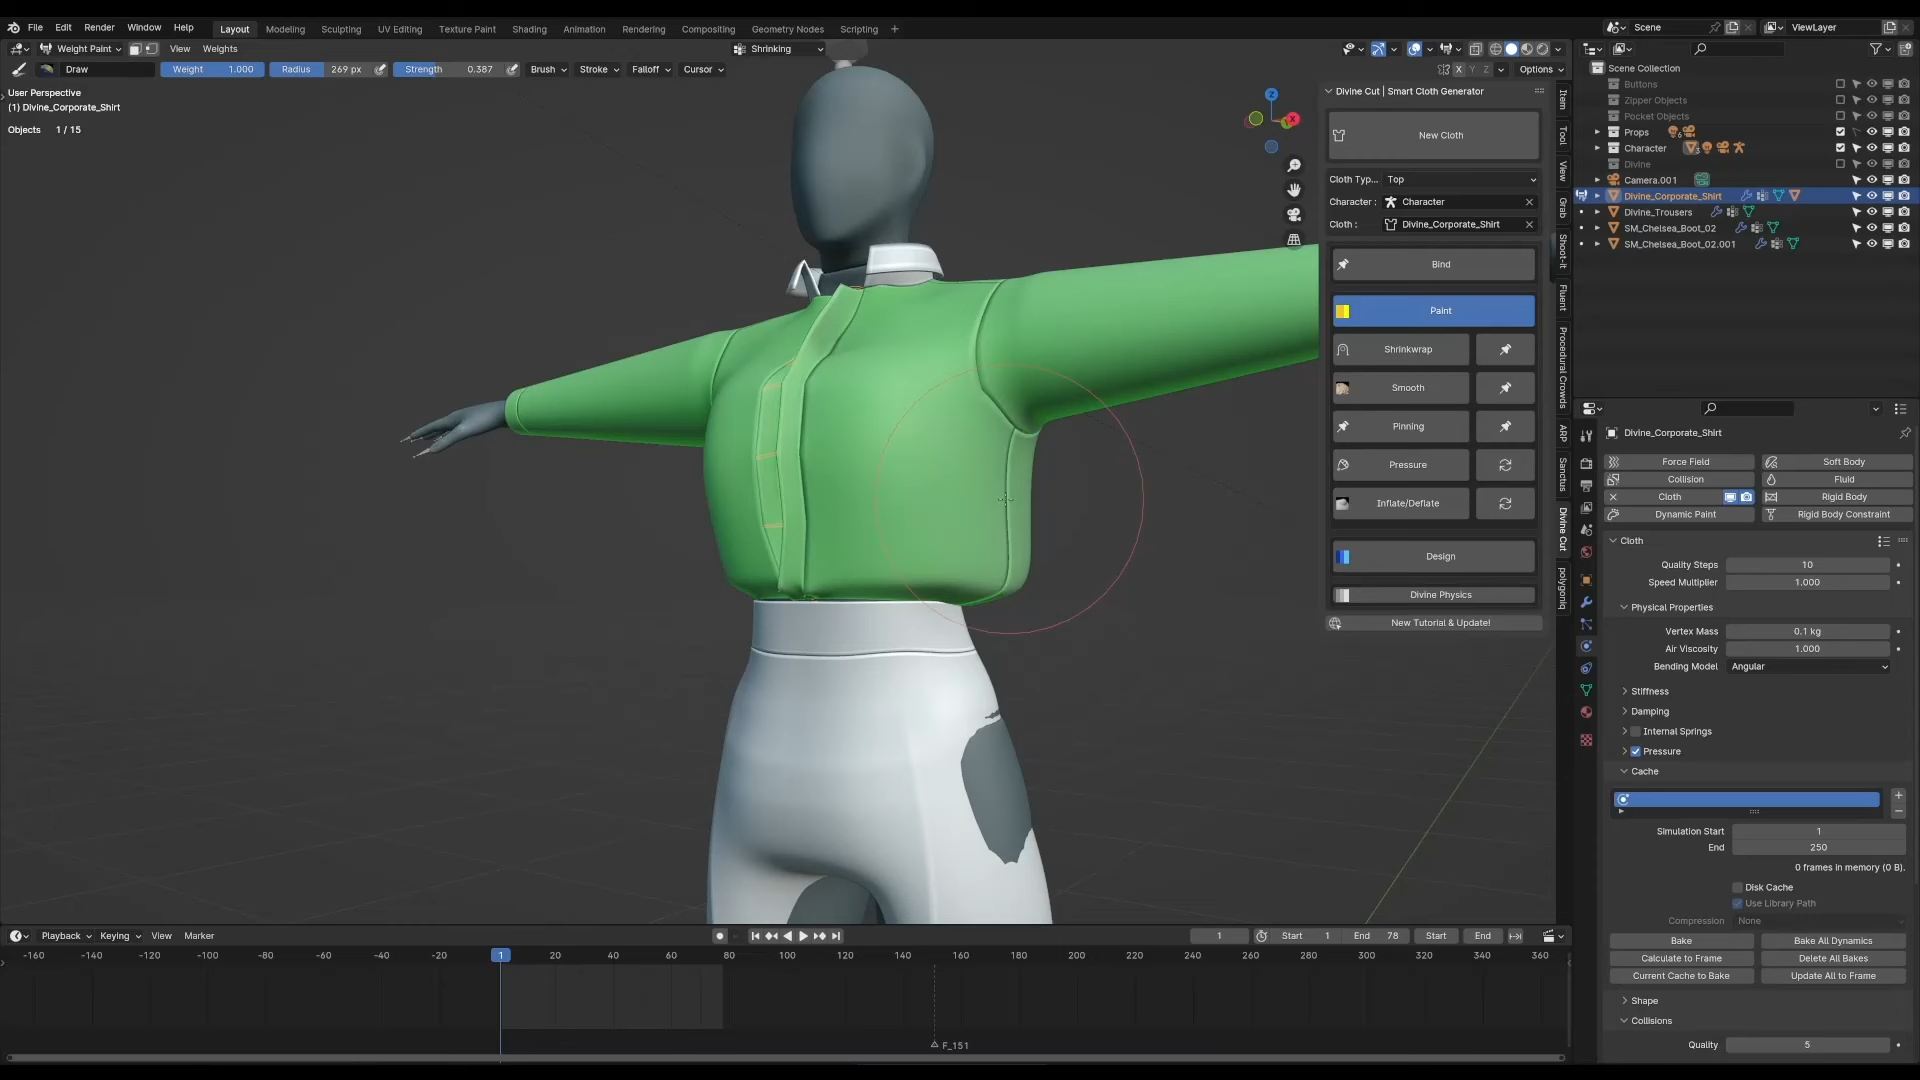 File Edit Render Window Help Layout Modeling Sculpting UV Editing Texture Paint Shading Animation Rendering Compositing Geometry Nodes Scripting + Scene ViewLayer
Weight Paint View Weights Shrinking
Draw Weight 1.000 Radius 269 px Strength 0.387 Brush Stroke Falloff Cursor X Y Z Options
User Perspective
(1) Divine_Corporate_Shirt
Objects 1 / 15
Z
X
Y
Divine Cut | Smart Cloth Generator
New Cloth
Cloth Typ... Top
Character : Character
Cloth : Divine_Corporate_Shirt
Bind
Paint
Shrinkwrap
Smooth
Pinning
Pressure
Inflate/Deflate
Design
Divine Physics
New Tutorial & Update!
Item
Tool
View
Grab
Shoot-It
Fluent
Procedural Crowds
ARP
Sanctus
Divine Cut
polygoniq
Scene Collection
Buttons
Zipper Objects
Pocket Objects
Props 6
Character 3
Divine
Camera.001
Divine_Corporate_Shirt
Divine_Trousers
SM_Chelsea_Boot_02
SM_Chelsea_Boot_02.001
Divine_Corporate_Shirt
Force Field Soft Body
Collision Fluid
Cloth Rigid Body
Dynamic Paint Rigid Body Constraint
Cloth
Quality Steps 10
Speed Multiplier 1.000
Physical Properties
Vertex Mass 0.1 kg
Air Viscosity 1.000
Bending Model Angular
Stiffness
Damping
Internal Springs
Pressure
Cache
Simulation Start 1
End 250
0 frames in memory (0 B).
Disk Cache
Use Library Path
Compression None
Bake Bake All Dynamics
Calculate to Frame Delete All Bakes
Current Cache to Bake Update All to Frame
Shape
Collisions
Quality 5
Playback Keying View Marker 1 Start 1 End 78 Start End
-160 -140 -120 -100 -80 -60 -40 -20 1 20 40 60 80 100 120 140 160 180 200 220 240 260 280 300 320 340 360
F_151